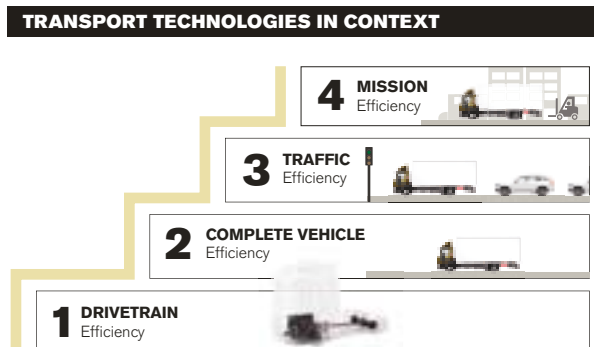 TRANSPORT TECHNOLOGIES IN CONTEXT
4 MISSION
Efficiency
3 TRAFFIC
Efficiency
2 COMPLETE VEHICLE
Efficiency
1 DRIVETRAIN
Efficiency